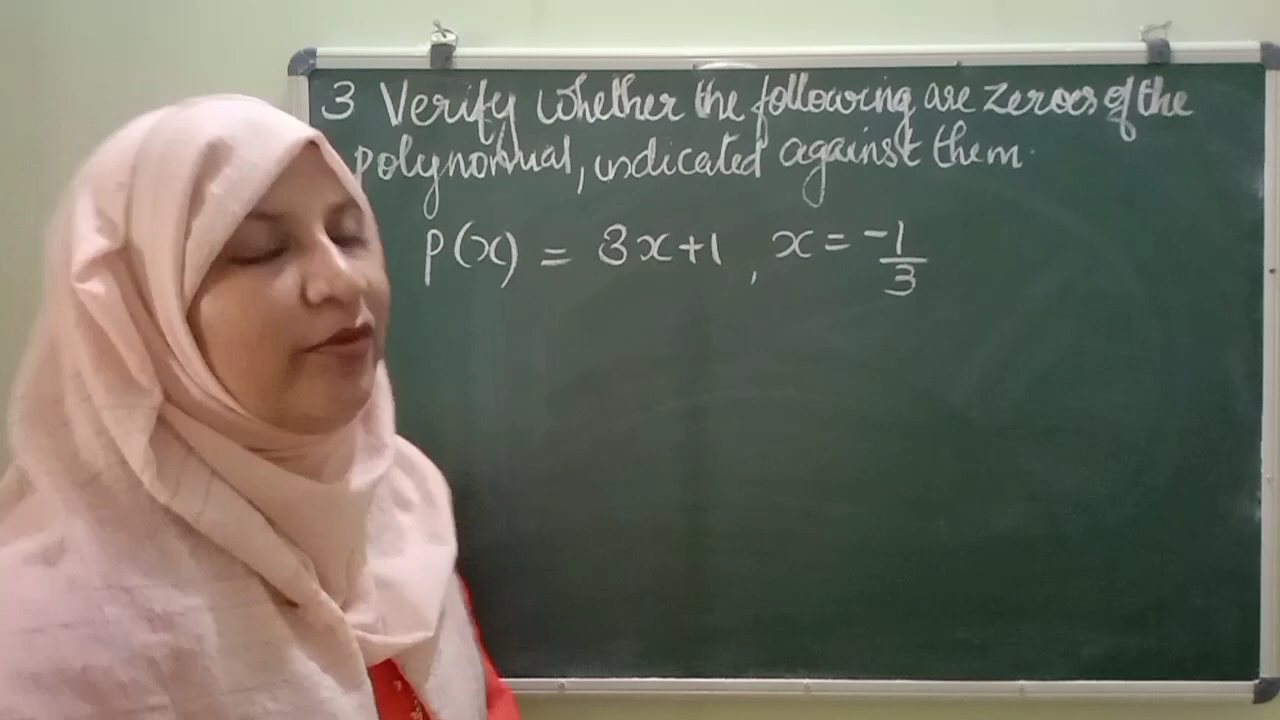 3 Verify whether the following are zeroes of the
polynomial, indicated against them.
p(x) = 3x+1, x = -1/3